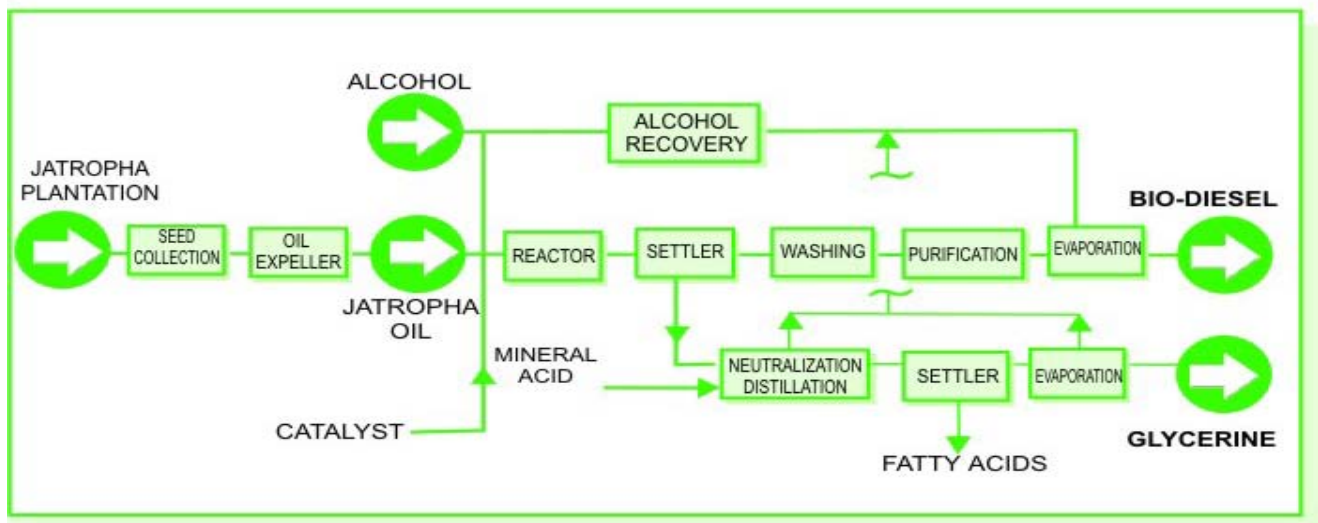 ALCOHOL
ALCOHOL
RECOVERY
JATROPHA
PLANTATION
BIO-DIESEL
SEED
COLLECTION
OIL
EXPELLER
REACTOR
SETTLER
WASHING
PURIFICATION
EVAPORATION
JATROPHA
OIL
MINERAL
ACID
NEUTRALIZATION
DISTILLATION
SETTLER
EVAPORATION
CATALYST
GLYCERINE
FATTY ACIDS